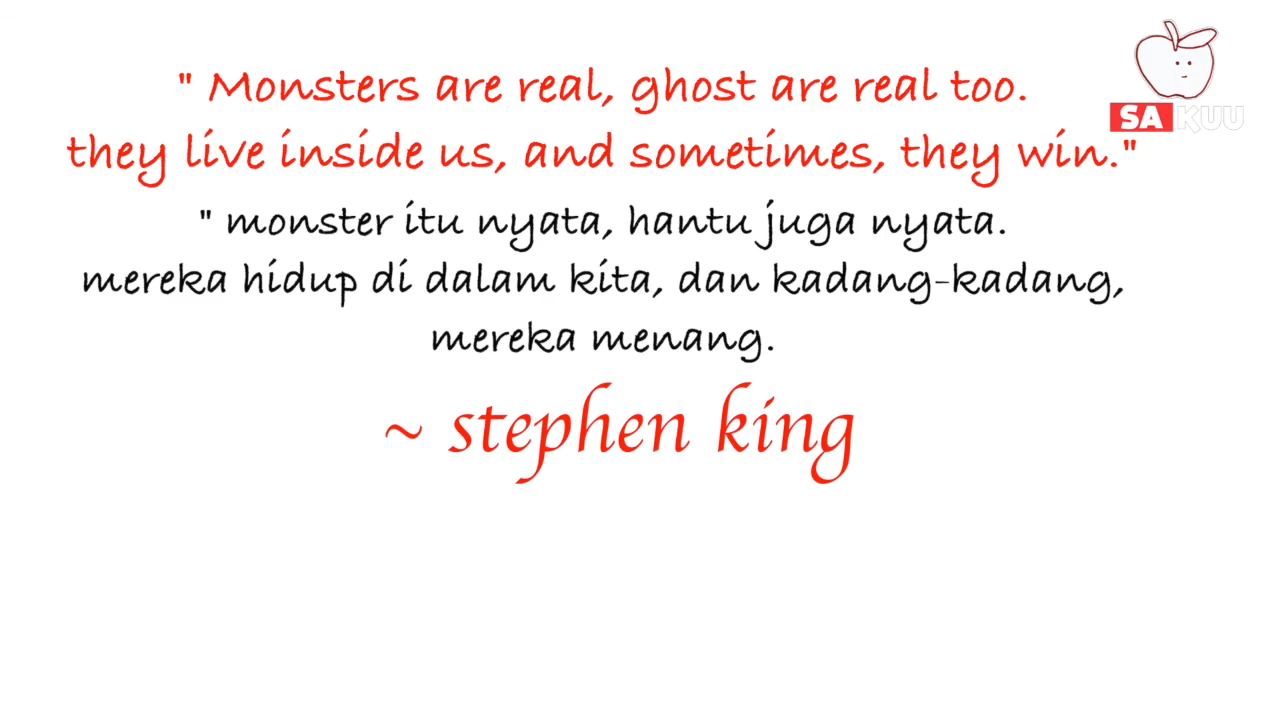 " Monsters are real, ghost are real too.
they live inside us, and sometimes, they win."
" monster itu nyata, hantu juga nyata.
mereka hidup di dalam kita, dan kadang-kadang,
mereka menang.
~ stephen king
SAKUU